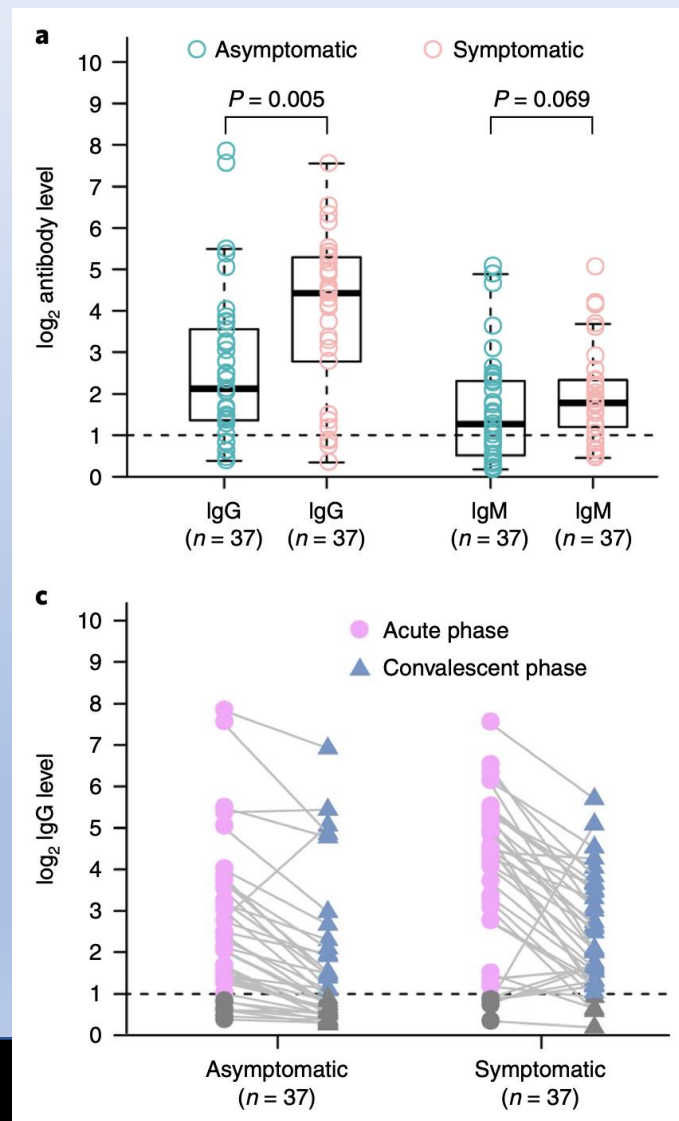 a
Asymptomatic Symptomatic
P = 0.005 P = 0.069
log2 antibody level
10
9
8
7
6
5
4
3
2
1
0
IgG IgG IgM IgM
(n = 37) (n = 37) (n = 37) (n = 37)
c
Acute phase
Convalescent phase
log2 IgG level
10
9
8
7
6
5
4
3
2
1
0
Asymptomatic Symptomatic
(n = 37) (n = 37)